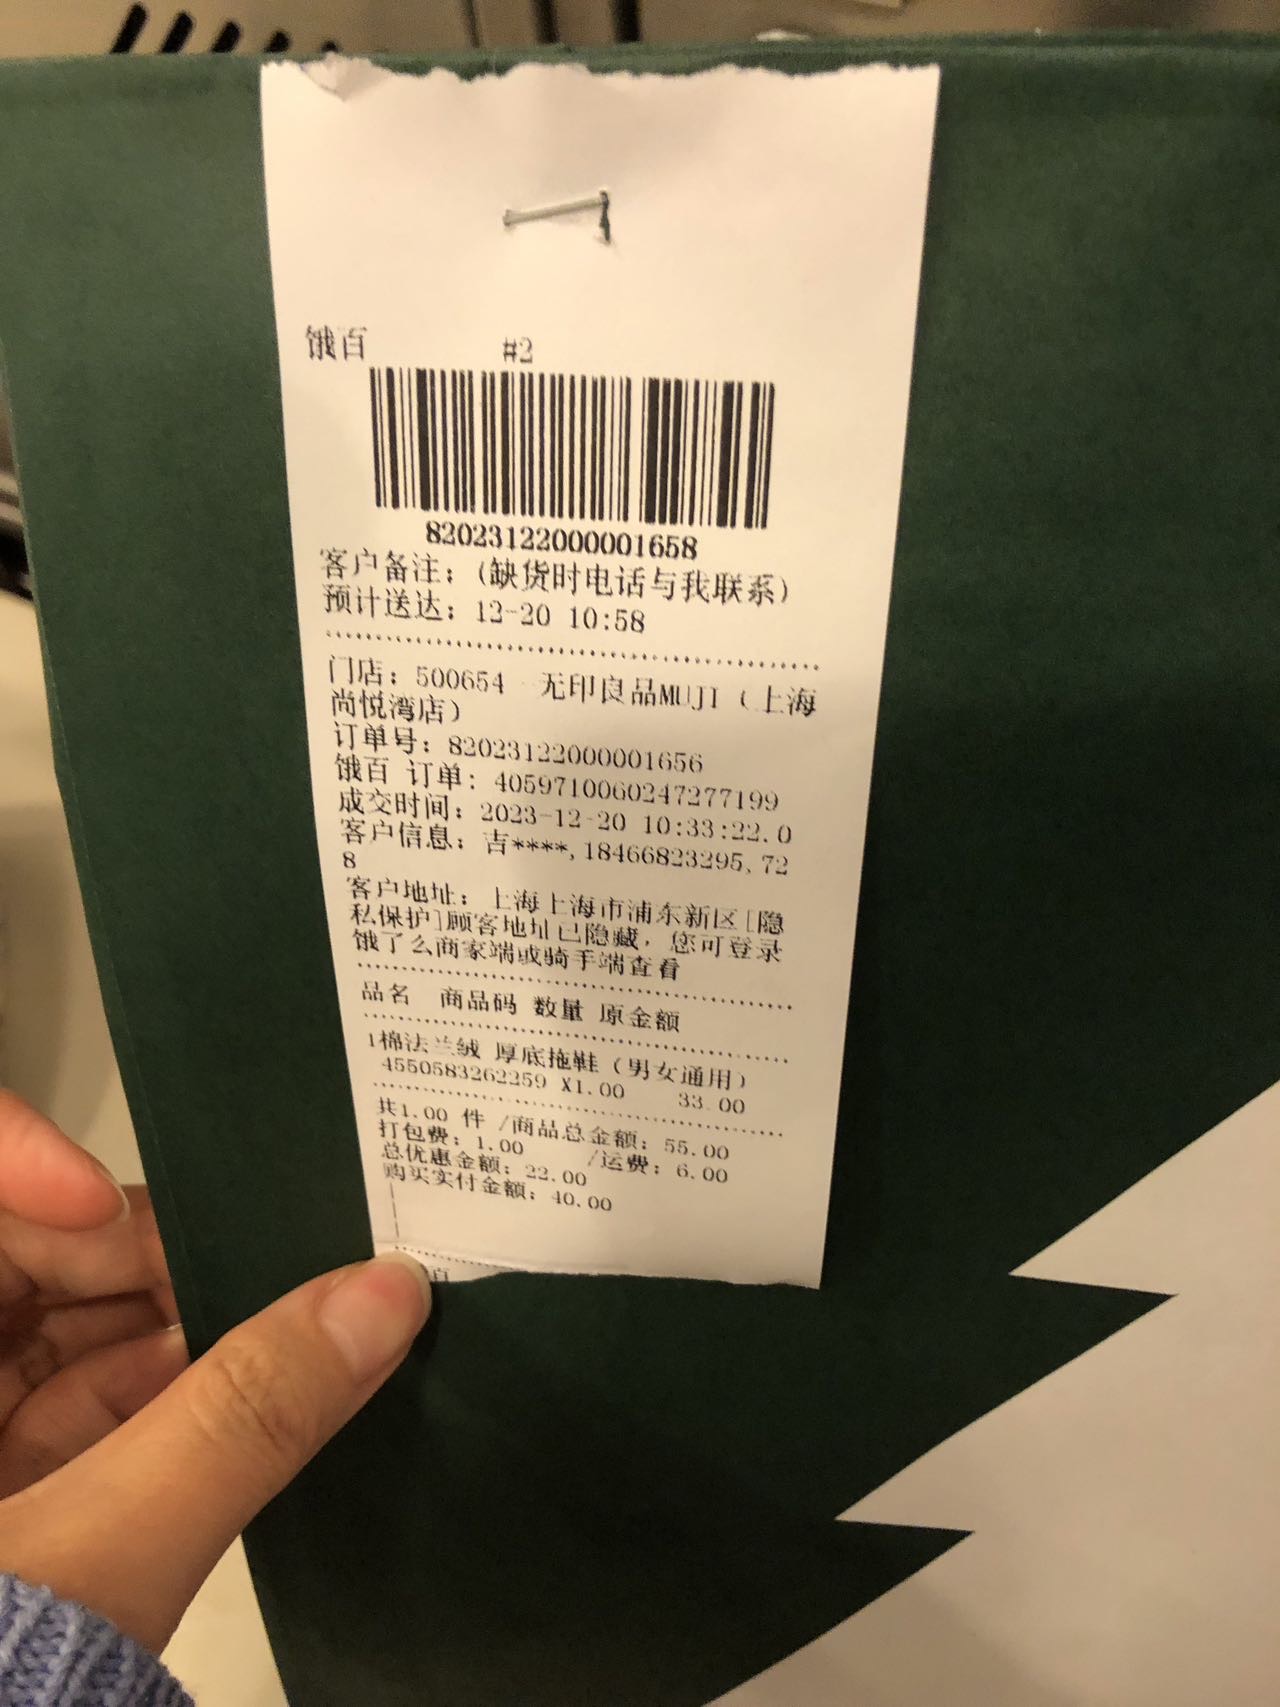 饿百 #2
82023122000001658
客户备注：(缺货时电话与我联系)
预计送达：12-20 10:58
门店：500654 无印良品MUJI（上海
尚悦湾店）
订单号：82023122000001656
饿百 订单：4059710060247277199
成交时间：2023-12-20 10:33:22.0
客户信息：吉****,18466823295,72
8
客户地址：上海上海市浦东新区[隐
私保护]顾客地址已隐藏，您可登录
饿了么商家端或骑手端查看
品名 商品码 数量 原金额
1棉法兰绒 厚底拖鞋（男女通用）
4550583262259 X1.00 33.00
共1.00 件 /商品总金额：55.00
打包费：1.00 /运费：6.00
总优惠金额：22.00
购买实付金额：40.00
百